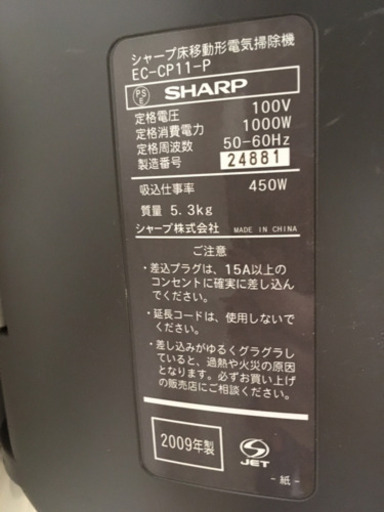 シャープ床移動形電気掃除機
EC-CP11-P
PS
E
SHARP
定格電圧 100V
定格消費電力 1000W
定格周波数 50-60Hz
製造番号 24881
吸込仕事率 450W
質量 5.3kg
シャープ株式会社 MADE IN CHINA
ご注意
・差込プラグは、15A以上の
コンセントに確実に差し込ん
でください。
・延長コードは、使用しないで
ください。
・差し込みがゆるくグラグラし
ていると、過熱や火災の原因
となります。必ずお買い上げ
の販売店にご相談ください。
2009年製
S
JET
-紙-